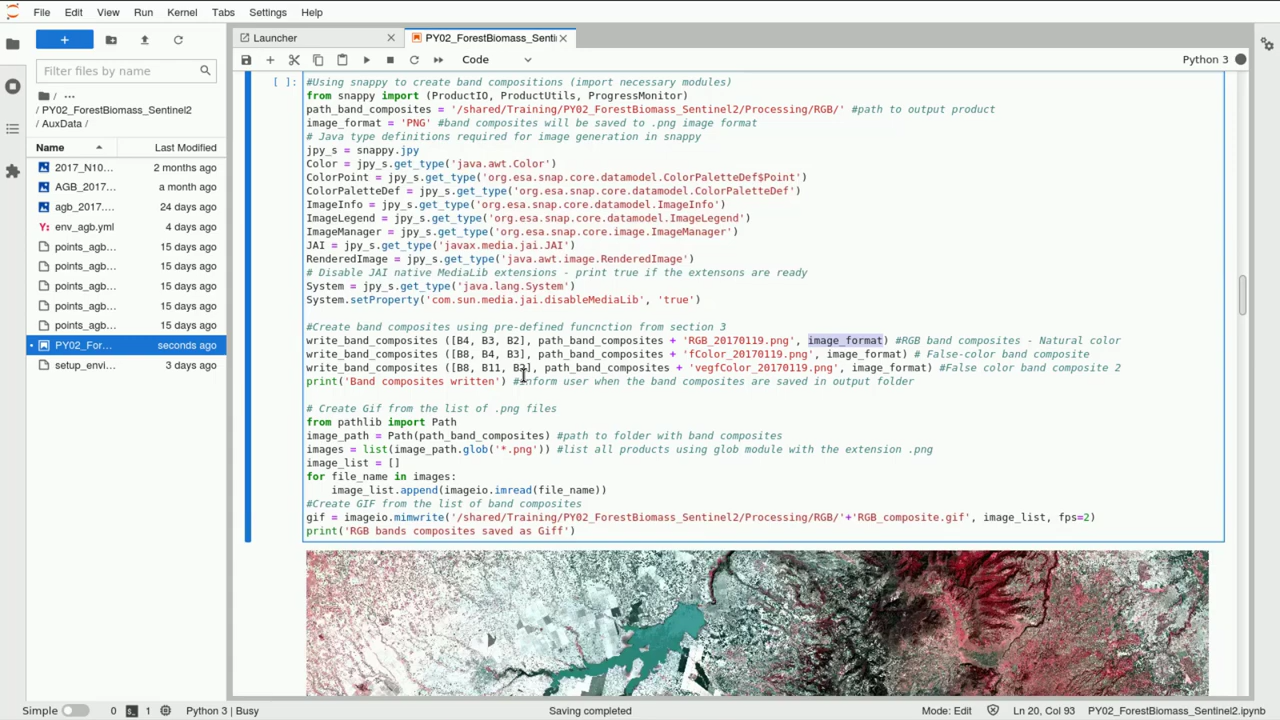 File Edit View Run Kernel Tabs Settings Help
Launcher
PY02_ForestBiomass_Senti
Code
Python 3
Filter files by name
/ ...
/ PY02_ForestBiomass_Sentinel2
/ AuxData /
Name Last Modified
2017_N10... 2 months ago
AGB_2017... a month ago
agb_2017.... 24 days ago
Y: env_agb.yml 4 days ago
points_agb... 15 days ago
points_agb... 15 days ago
points_agb... 15 days ago
points_agb... 15 days ago
points_agb... 15 days ago
PY02_For... seconds ago
setup_envi... 3 days ago
[ ]: #Using snappy to create band compositions (import necessary modules)
from snappy import (ProductIO, ProductUtils, ProgressMonitor)
path_band_composites = '/shared/Training/PY02_ForestBiomass_Sentinel2/Processing/RGB/' #path to output product
image_format = 'PNG' #band composites will be saved to .png image format
# Java type definitions required for image generation in snappy
jpy_s = snappy.jpy
Color = jpy_s.get_type('java.awt.Color')
ColorPoint = jpy_s.get_type('org.esa.snap.core.datamodel.ColorPaletteDef$Point')
ColorPaletteDef = jpy_s.get_type('org.esa.snap.core.datamodel.ColorPaletteDef')
ImageInfo = jpy_s.get_type('org.esa.snap.core.datamodel.ImageInfo')
ImageLegend = jpy_s.get_type('org.esa.snap.core.datamodel.ImageLegend')
ImageManager = jpy_s.get_type('org.esa.snap.core.image.ImageManager')
JAI = jpy_s.get_type('javax.media.jai.JAI')
RenderedImage = jpy_s.get_type('java.awt.image.RenderedImage')
# Disable JAI native MediaLib extensions - print true if the extensons are ready
System = jpy_s.get_type('java.lang.System')
System.setProperty('com.sun.media.jai.disableMediaLib', 'true')
#Create band composites using pre-defined funcnction from section 3
write_band_composites ([B4, B3, B2], path_band_composites + 'RGB_20170119.png', image_format) #RGB band composites - Natural color
write_band_composites ([B8, B4, B3], path_band_composites + 'fColor_20170119.png', image_format) # False-color band composite
write_band_composites ([B8, B11, B2], path_band_composites + 'vegfColor_20170119.png', image_format) #False color band composite 2
print('Band composites written') #inform user when the band composites are saved in output folder
# Create Gif from the list of .png files
from pathlib import Path
image_path = Path(path_band_composites) #path to folder with band composites
images = list(image_path.glob('*.png')) #list all products using glob module with the extension .png
image_list = []
for file_name in images:
image_list.append(imageio.imread(file_name))
#Create GIF from the list of band composites
gif = imageio.mimwrite('/shared/Training/PY02_ForestBiomass_Sentinel2/Processing/RGB/'+'RGB_composite.gif', image_list, fps=2)
print('RGB bands composites saved as Giff')
Simple 0 1 Python 3 | Busy Saving completed Mode: Edit Ln 20, Col 93 PY02_ForestBiomass_Sentinel2.ipynb